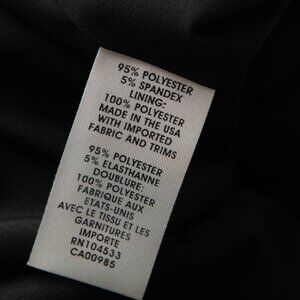 95% POLYESTER
5% SPANDEX
LINING:
100% POLYESTER
MADE IN THE USA
WITH IMPORTED
FABRIC AND TRIMS
95% POLYESTER
5% ELASTHANNE
DOUBLURE:
100% POLYESTER
FABRIQUE AUX
ETATS-UNIS
AVEC LE TISSU ET LES
GARNITURES
IMPORTE
RN104533
CA00985